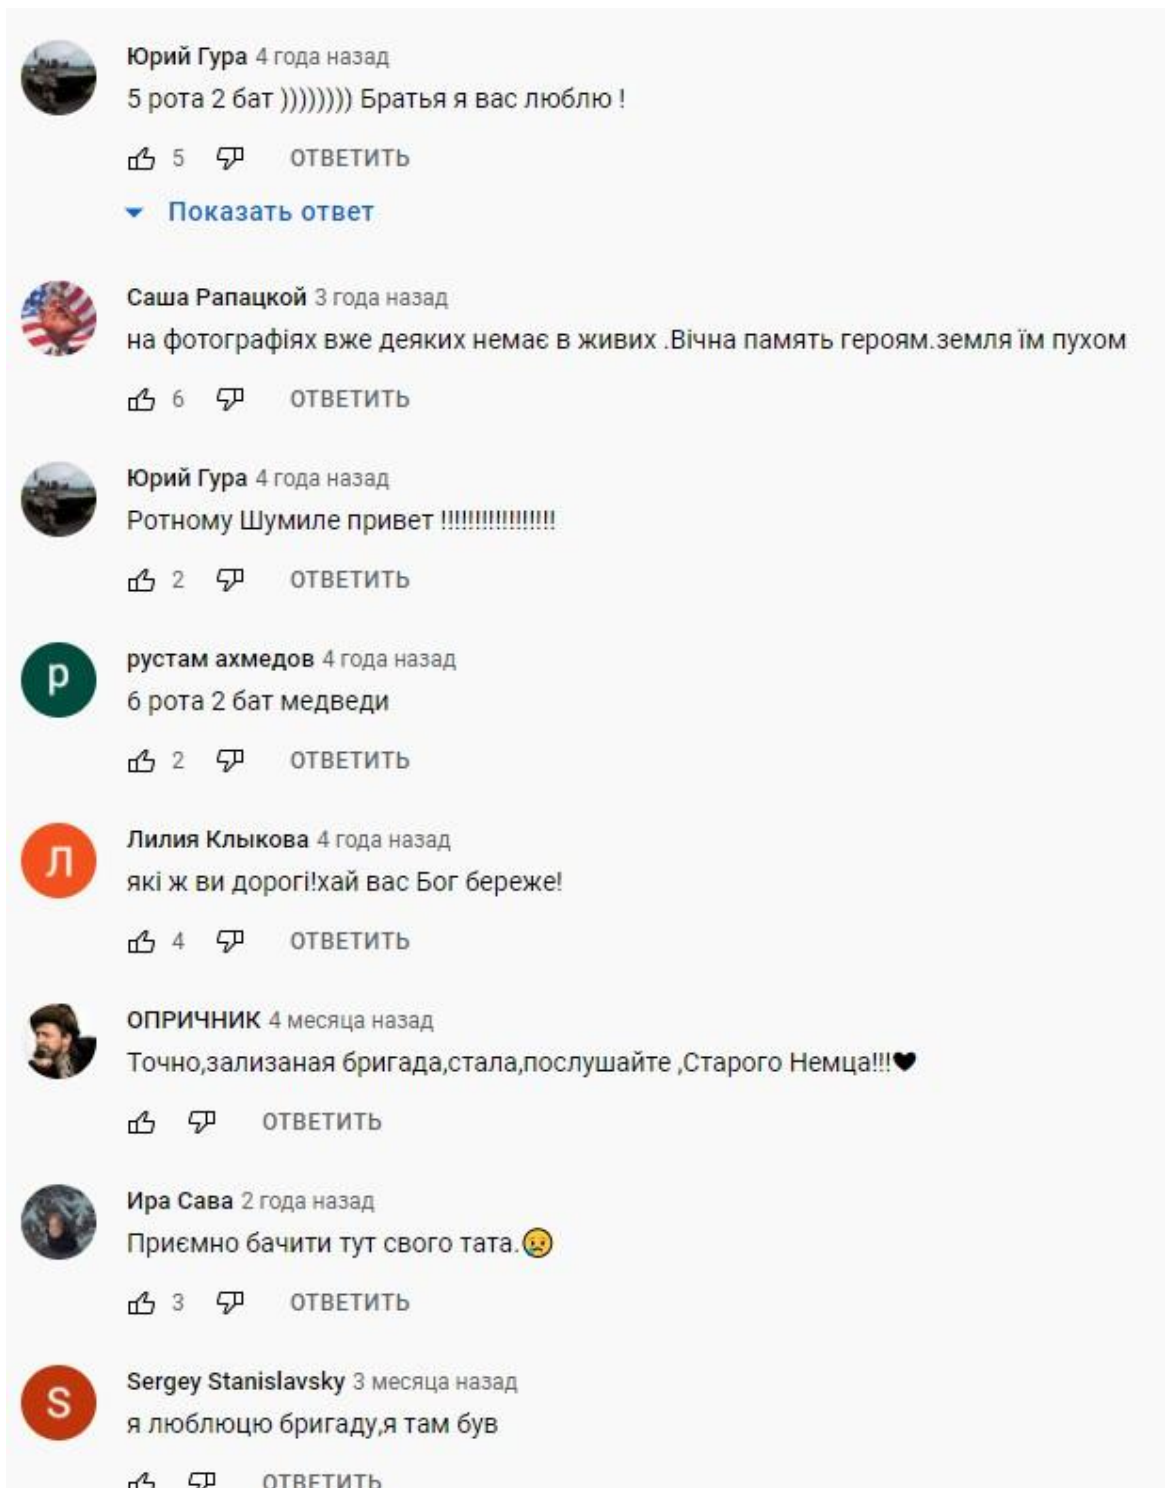 Юрий Гура 4 года назад
5 рота 2 бат )))))))) Братья я вас люблю !
5 ОТВЕТИТЬ
Показать ответ
Саша Рапацкой 3 года назад
на фотографіях вже деяких немає в живих .Вічна память героям.земля їм пухом
6 ОТВЕТИТЬ
Юрий Гура 4 года назад
Ротному Шумиле привет !!!!!!!!!!!!!!!!!
2 ОТВЕТИТЬ
р
рустам ахмедов 4 года назад
6 рота 2 бат медведи
2 ОТВЕТИТЬ
Л
Лилия Клыкова 4 года назад
які ж ви дорогі!хай вас Бог береже!
4 ОТВЕТИТЬ
ОПРИЧНИК 4 месяца назад
Точно,зализаная бригада,стала,послушайте ,Старого Немца!!!🖤
ОТВЕТИТЬ
Ира Сава 2 года назад
Приємно бачити тут свого тата.😥
3 ОТВЕТИТЬ
S
Sergey Stanislavsky 3 месяца назад
я люблюцю бригаду,я там був
ОТВЕТИТЬ